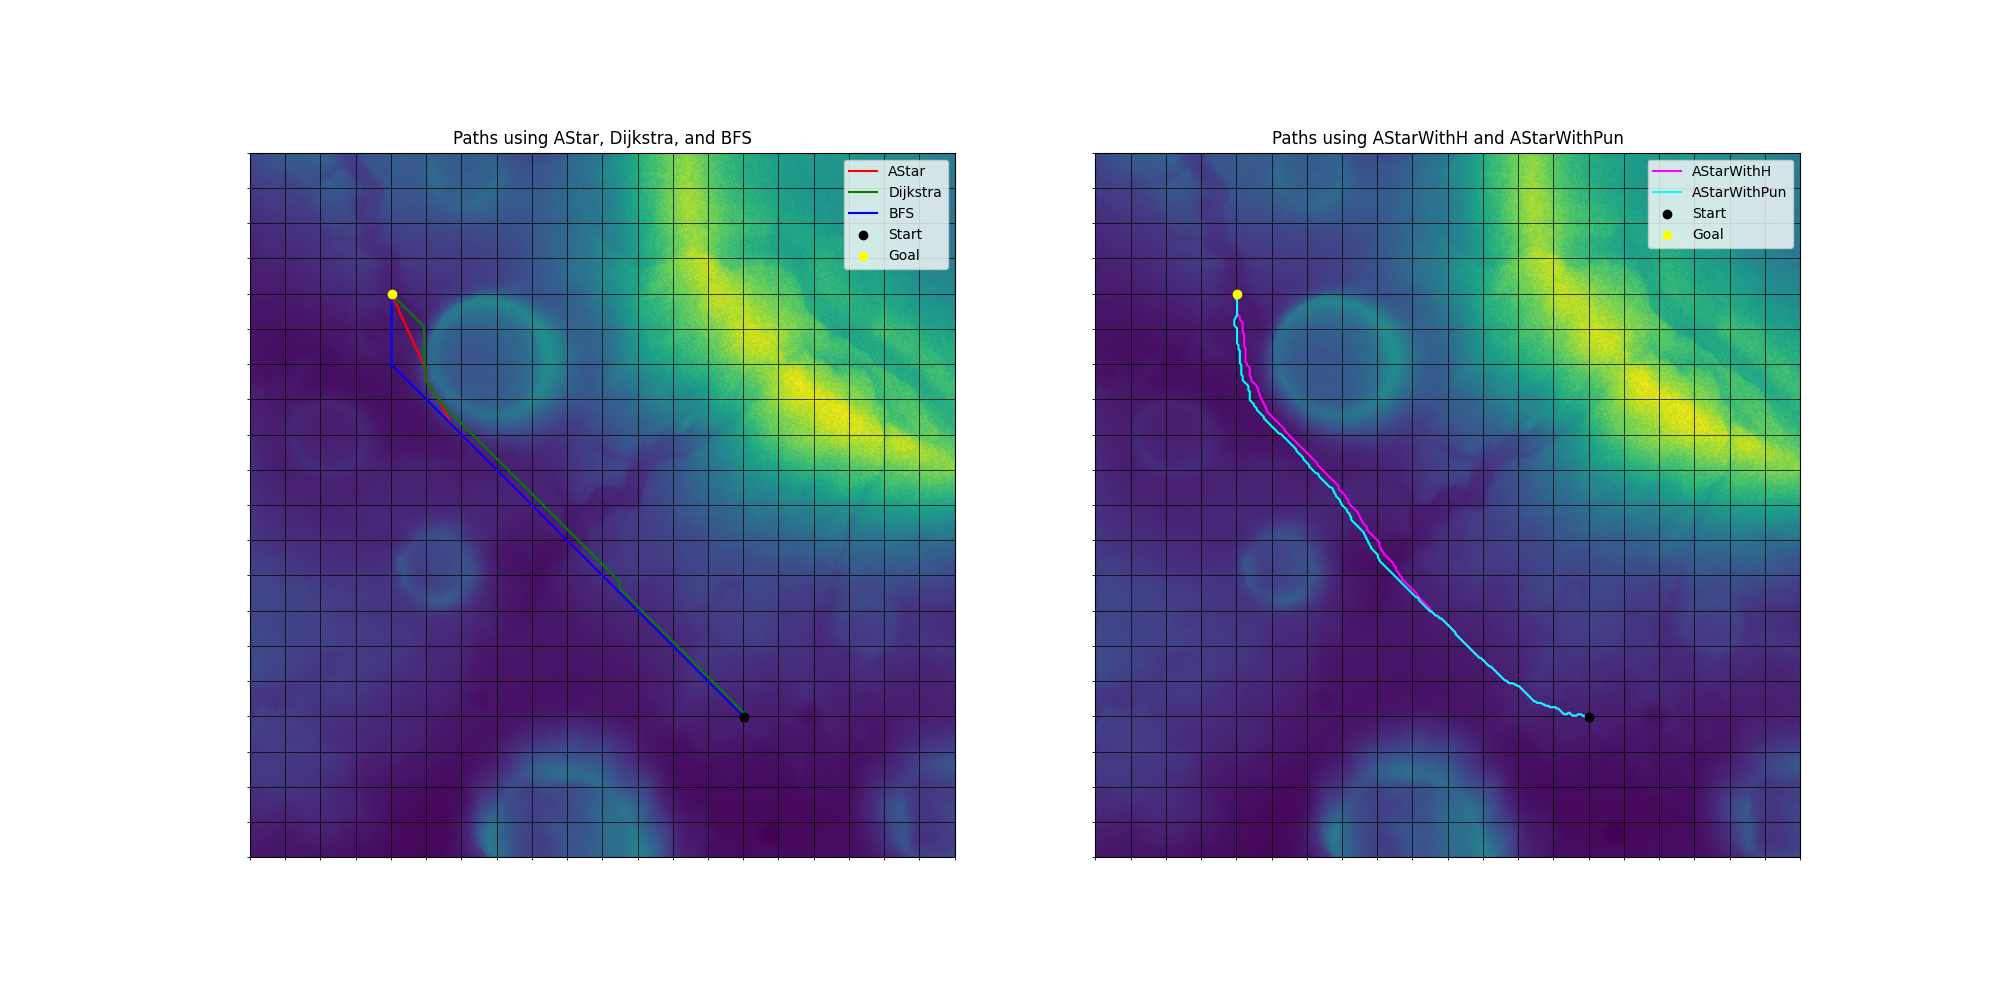 Paths using AStar, Dijkstra, and BFS
AStar
Dijkstra
BFS
Start
Goal
Paths using AStarWithH and AStarWithPun
AStarWithH
AStarWithPun
Start
Goal